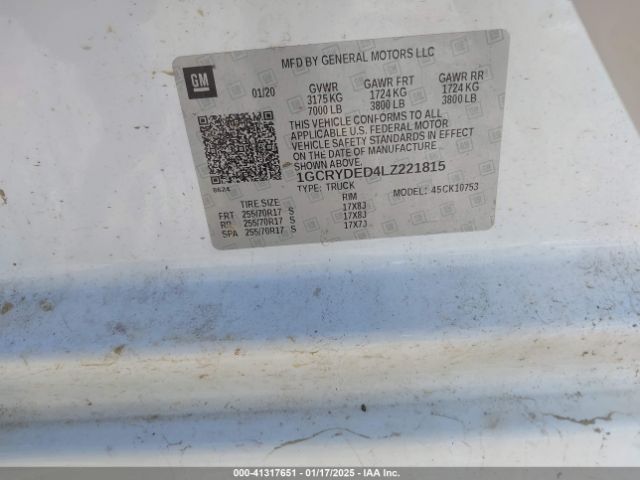 MFD BY GENERAL MOTORS LLC
GM
01/20
GVWR GAWR FRT GAWR RR
3175 KG 1724 KG 1724 KG
7000 LB 3800 LB 3800 LB
THIS VEHICLE CONFORMS TO ALL
APPLICABLE U.S. FEDERAL MOTOR
VEHICLE SAFETY STANDARDS IN EFFECT
ON THE DATE OF MANUFACTURE
SHOWN ABOVE.
1GCRYDED4LZ221815
TYPE: TRUCK MODEL: 45CK10753
0624
TIRE SIZE RIM
FRT 255/70R17 S 17X8J
RR 255/70R17 S 17X8J
SPA 255/70R17 S 17X7J
000-41317651 - 01/17/2025 - IAA Inc.